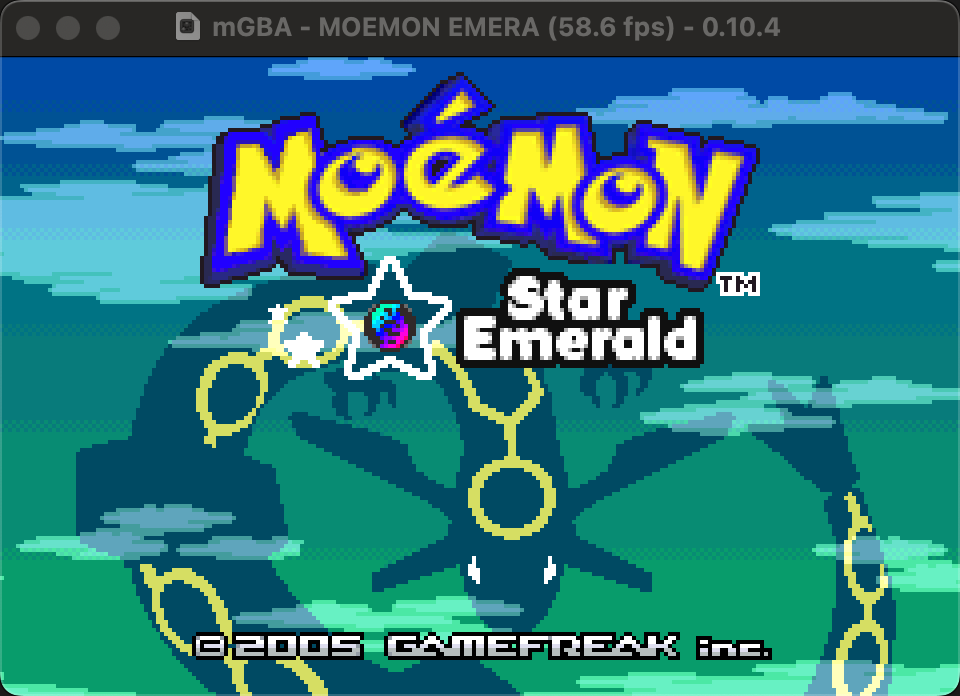 mGBA - MOEMON EMERA (58.6 fps) - 0.10.4
MoéMoN
TM
Star
Emerald
©2005 GAMEFREAK inc.